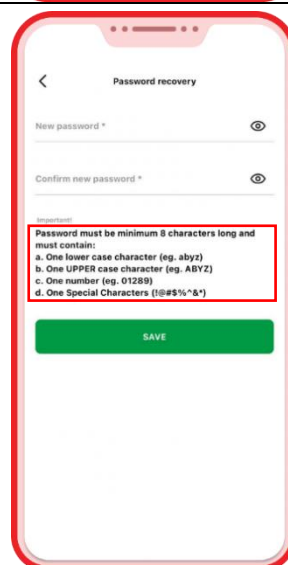 Password recovery
New password *
Confirm new password *
Important!
Password must be minimum 8 characters long and
must contain:
a. One lower case character (eg. abyz)
b. One UPPER case character (eg. ABYZ)
c. One number (eg. 01289)
d. One Special Characters (!@#$%^&*)
SAVE